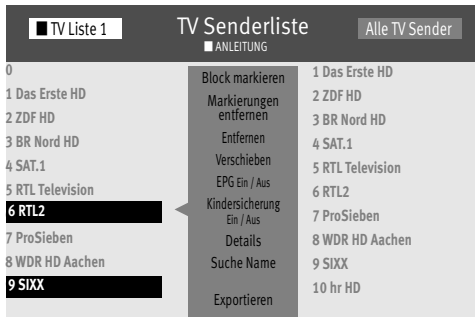 TV Liste 1
TV Senderliste
ANLEITUNG
Alle TV Sender
0
1 Das Erste HD
2 ZDF HD
3 BR Nord HD
4 SAT.1
5 RTL Television
6 RTL2
7 ProSieben
8 WDR HD Aachen
9 SIXX
Block markieren
Markierungen
entfernen
Entfernen
Verschieben
EPG Ein / Aus
Kindersicherung
Ein / Aus
Details
Suche Name
Exportieren
1 Das Erste HD
2 ZDF HD
3 BR Nord HD
4 SAT.1
5 RTL Television
6 RTL2
7 ProSieben
8 WDR HD Aachen
9 SIXX
10 hr HD